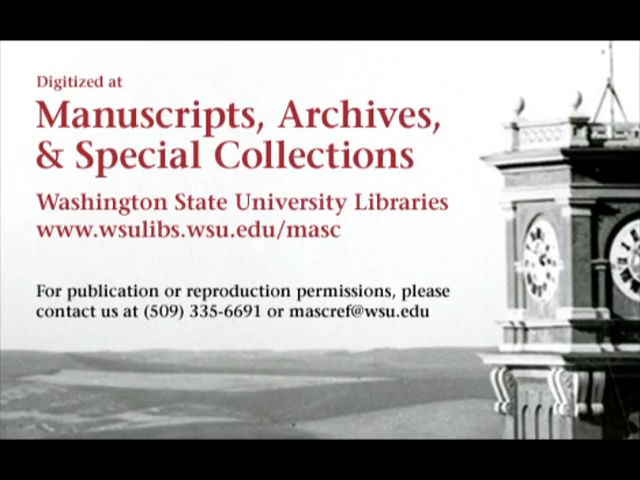 Digitized at
Manuscripts, Archives,
& Special Collections
Washington State University Libraries
www.wsulibs.wsu.edu/masc
For publication or reproduction permissions, please
contact us at (509) 335-6691 or mascref@wsu.edu